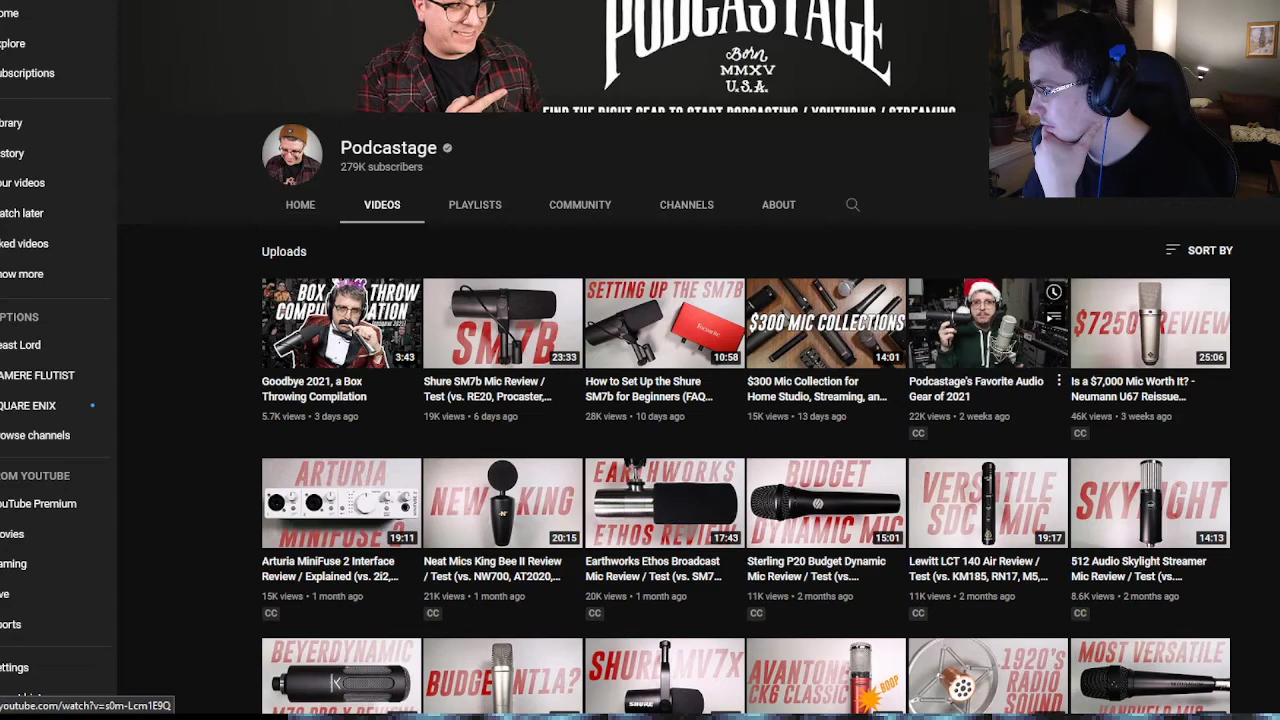 ome
PODCASTAGE
Born
MMXV
U.S.A.
xplore
ubscriptions
FIND THE RIGHT GEAR TO START PODCASTING / YOUTUBING / STREAMING
ibrary
Podcastage
istory
279K subscribers
our videos
atch later
HOME VIDEOS PLAYLISTS COMMUNITY CHANNELS ABOUT
ked videos
Uploads
SORT BY
how more
BOX THROW
COMPILATION
3:43
SM7B
23:33
SETTING UP THE SM7B
Focusrite
10:58
$300 MIC COLLECTIONS
14:01
$7250 REVIEW
25:06
PTIONS
east Lord
AMERE FLUTIST
QUARE ENIX
rowse channels
Goodbye 2021, a Box
Throwing Compilation
5.7K views • 3 days ago
Shure SM7b Mic Review /
Test (vs. RE20, Procaster,...
19K views • 6 days ago
How to Set Up the Shure
SM7b for Beginners (FAQ...
28K views • 10 days ago
$300 Mic Collection for
Home Studio, Streaming, an...
15K views • 13 days ago
Podcastage's Favorite Audio
Gear of 2021
22K views • 2 weeks ago
CC
Is a $7,000 Mic Worth It? -
Neumann U67 Reissue...
46K views • 3 weeks ago
CC
ROM YOUTUBE
ouTube Premium
ovies
aming
ve
ports
ARTURIA
MINIFUSE 2
19:11
NEW KING
20:15
EARTHWORKS
ETHOS REVIEW
17:43
BUDGET
DYNAMIC MIC
15:01
VERSATILE
SDC MIC
19:17
SKYLIGHT
14:13
Arturia MiniFuse 2 Interface
Review / Explained (vs. 2i2,...
15K views • 1 month ago
CC
Neat Mics King Bee II Review
/ Test (vs. NW700, AT2020,...
21K views • 1 month ago
CC
Earthworks Ethos Broadcast
Mic Review / Test (vs. SM7...
20K views • 1 month ago
CC
Sterling P20 Budget Dynamic
Mic Review / Test (vs....
11K views • 2 months ago
CC
Lewitt LCT 140 Air Review /
Test (vs. KM185, RN17, M5,...
11K views • 2 months ago
CC
512 Audio Skylight Streamer
Mic Review / Test (vs....
8.6K views • 2 months ago
CC
ettings
BEYERDYNAMIC
M70 PRO X REVIEW
BUDGET NT1A?
SHURE MV7X
SHURE
AVANTONE
CK6 CLASSIC
BOOP
1920'S
RADIO
SOUND
MOST VERSATILE
HANDHELD MIC
youtube.com/watch?v=s0m-Lcm1E9Q